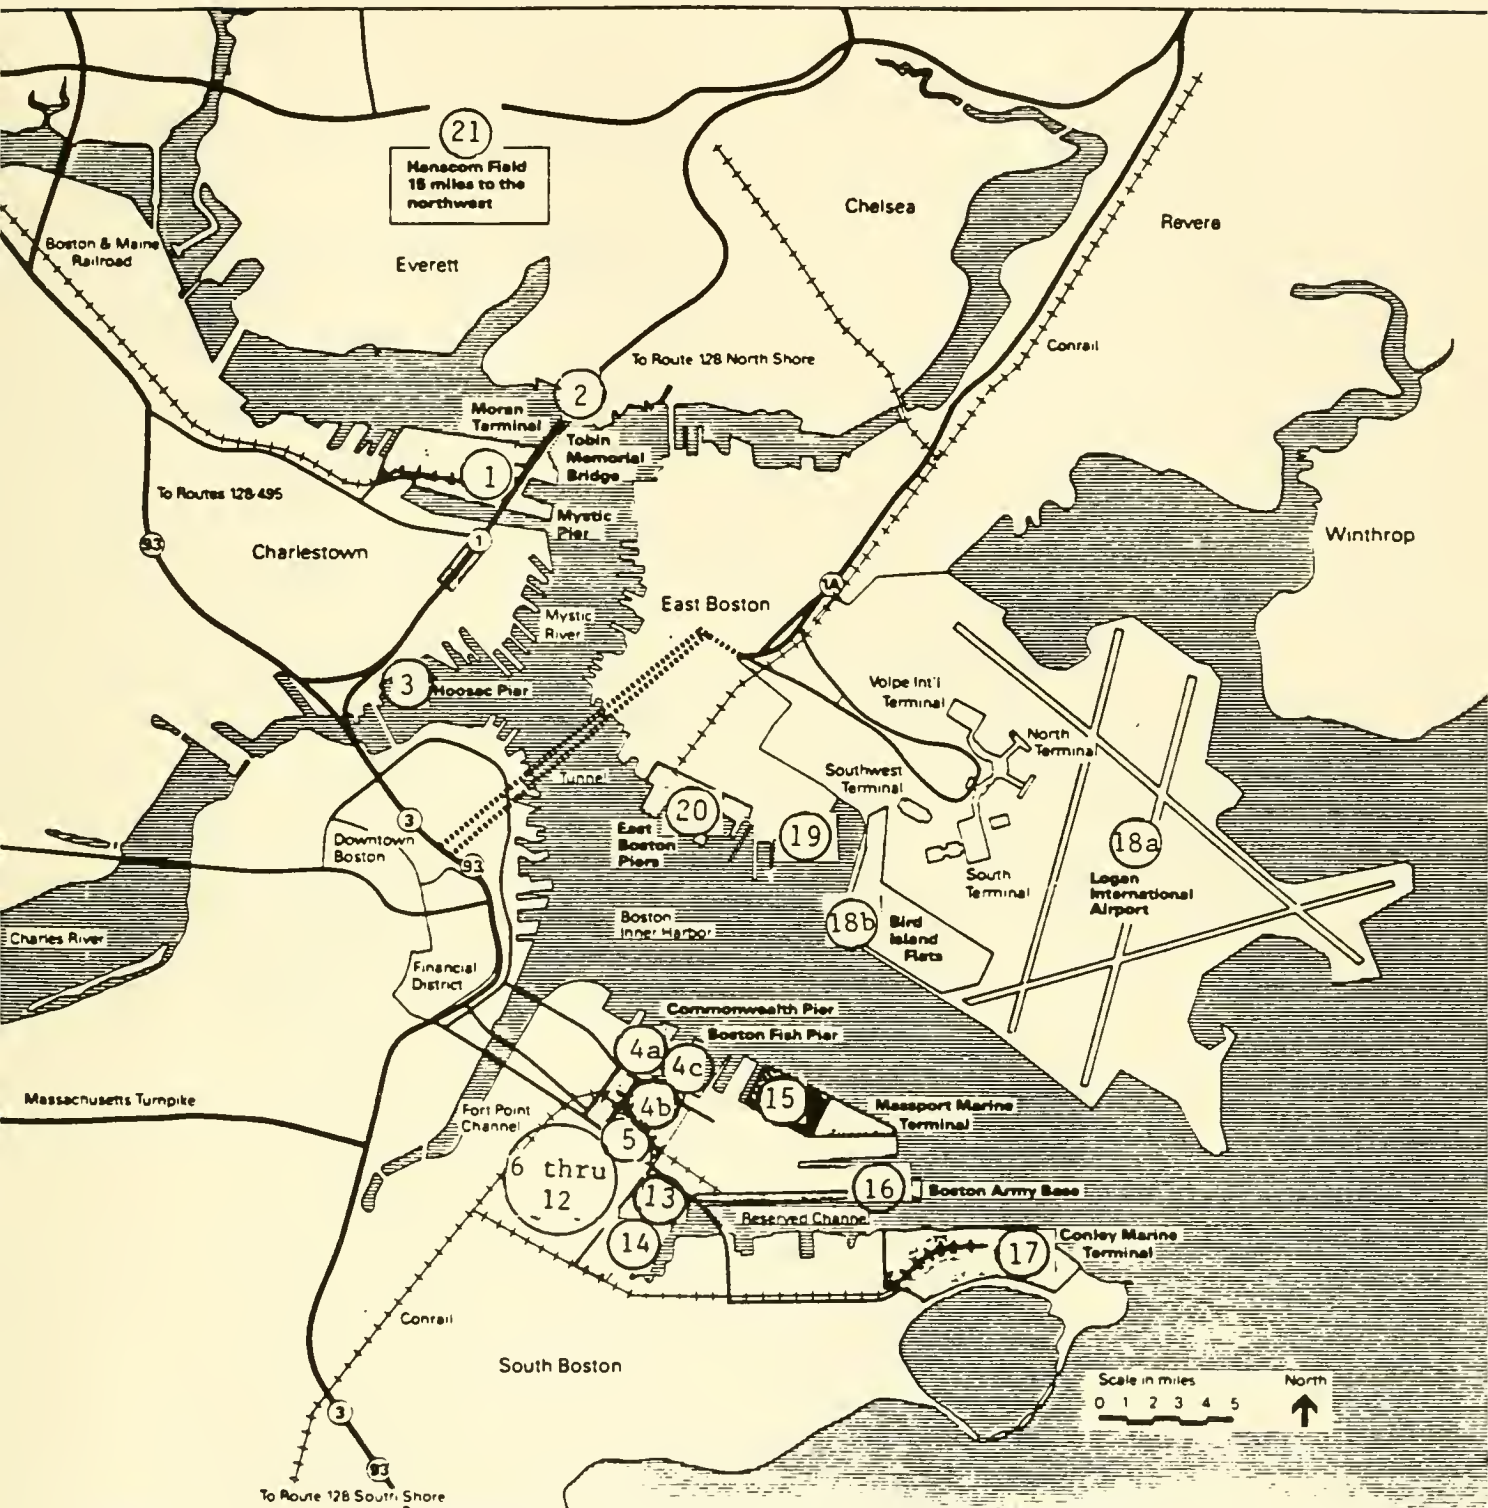 21
Hanscom Field
15 miles to the
northwest
Chelsea
Revere
Boston & Maine
Railroad
Everett
Conrail
To Route 128 North Shore
2
Moran
Terminal
Tobin
Memorial
Bridge
1
To Routes 128-495
Mystic
Pier
Winthrop
93
Charlestown
1
1A
East Boston
Mystic
River
3
Hoosac Pier
Volpe Int'l
Terminal
North
Terminal
Tunnel
Southwest
Terminal
20
19
18a
3
East
Boston
Piers
Downtown
Boston
93
South
Terminal
Logan
International
Airport
Boston
Inner Harbor
18b
Bird
Island
Flats
Charles River
Financial
District
Commonwealth Pier
Boston Fish Pier
4a
4c
4b
15
Massachusetts Turnpike
Fort Point
Channel
Massport Marine
Terminal
5
6 thru
12
13
16
Boston Army Base
Reserved Channel
14
17
Conley Marine
Terminal
Conrail
South Boston
Scale in miles
North
0 1 2 3 4 5
3
93
To Route 128 South Shore